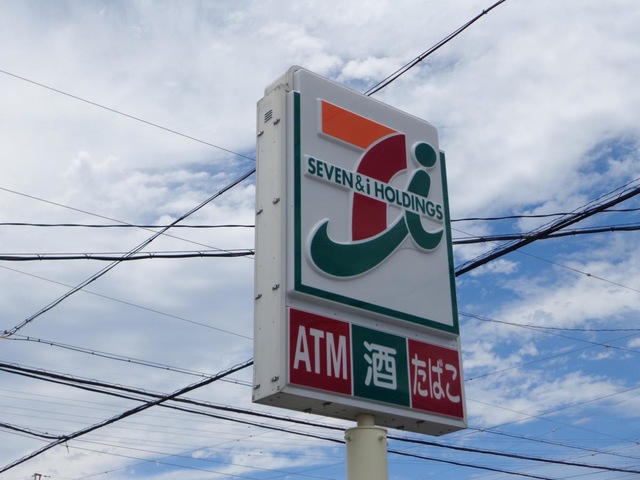 SEVEN & i HOLDINGS
ATM 酒 たばこ